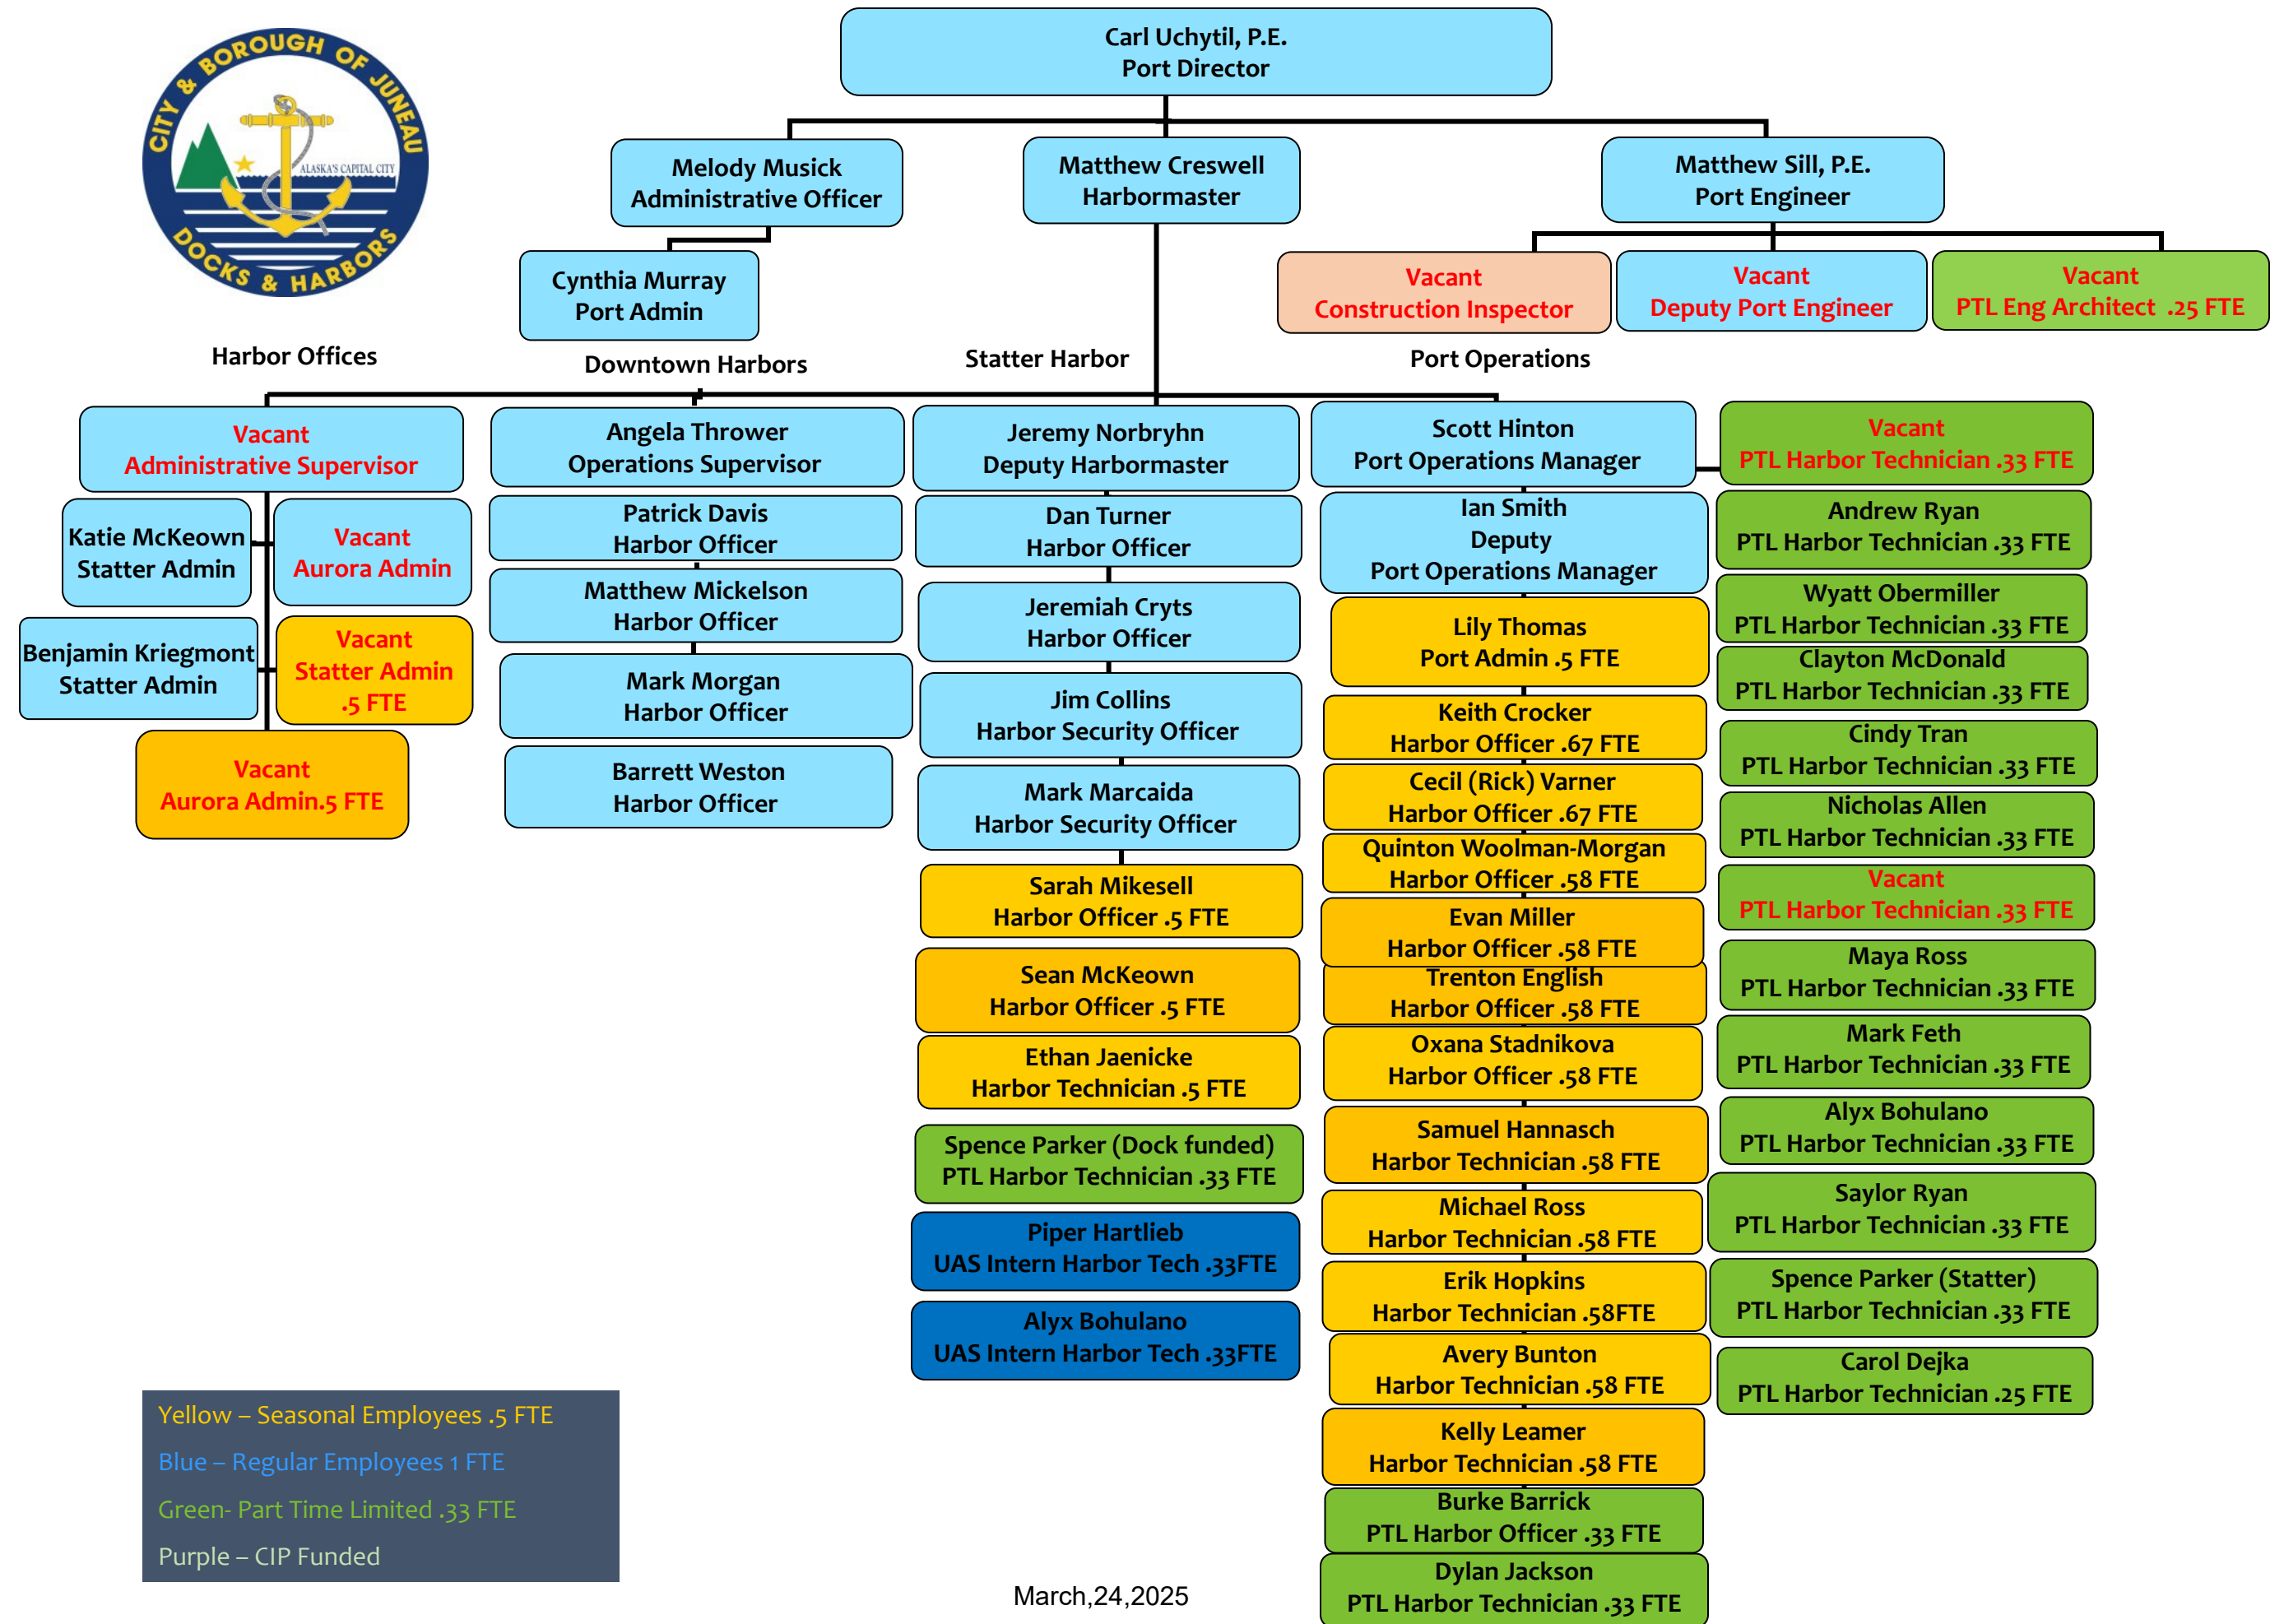 CITY & BOROUGH OF JUNEAU
ALASKA'S CAPITAL CITY
DOCKS & HARBORS
Carl Uchytil, P.E.
Port Director
Melody Musick
Administrative Officer
Matthew Creswell
Harbormaster
Matthew Sill, P.E.
Port Engineer
Cynthia Murray
Port Admin
Vacant
Construction Inspector
Vacant
Deputy Port Engineer
Vacant
PTL Eng Architect .25 FTE
Harbor Offices
Downtown Harbors
Statter Harbor
Port Operations
Vacant
Administrative Supervisor
Katie McKeown
Statter Admin
Vacant
Aurora Admin
Benjamin Kriegmont
Statter Admin
Vacant
Statter Admin
.5 FTE
Vacant
Aurora Admin.5 FTE
Angela Thrower
Operations Supervisor
Patrick Davis
Harbor Officer
Matthew Mickelson
Harbor Officer
Mark Morgan
Harbor Officer
Barrett Weston
Harbor Officer
Jeremy Norbryhn
Deputy Harbormaster
Dan Turner
Harbor Officer
Jeremiah Cryts
Harbor Officer
Jim Collins
Harbor Security Officer
Mark Marcaida
Harbor Security Officer
Sarah Mikesell
Harbor Officer .5 FTE
Sean McKeown
Harbor Officer .5 FTE
Ethan Jaenicke
Harbor Technician .5 FTE
Spence Parker (Dock funded)
PTL Harbor Technician .33 FTE
Piper Hartlieb
UAS Intern Harbor Tech .33FTE
Alyx Bohulano
UAS Intern Harbor Tech .33FTE
Scott Hinton
Port Operations Manager
Ian Smith
Deputy
Port Operations Manager
Lily Thomas
Port Admin .5 FTE
Keith Crocker
Harbor Officer .67 FTE
Cecil (Rick) Varner
Harbor Officer .67 FTE
Quinton Woolman-Morgan
Harbor Officer .58 FTE
Evan Miller
Harbor Officer .58 FTE
Trenton English
Harbor Officer .58 FTE
Oxana Stadnikova
Harbor Officer .58 FTE
Samuel Hannasch
Harbor Technician .58 FTE
Michael Ross
Harbor Technician .58 FTE
Erik Hopkins
Harbor Technician .58FTE
Avery Bunton
Harbor Technician .58 FTE
Kelly Leamer
Harbor Technician .58 FTE
Burke Barrick
PTL Harbor Officer .33 FTE
Dylan Jackson
PTL Harbor Technician .33 FTE
Vacant
PTL Harbor Technician .33 FTE
Andrew Ryan
PTL Harbor Technician .33 FTE
Wyatt Obermiller
PTL Harbor Technician .33 FTE
Clayton McDonald
PTL Harbor Technician .33 FTE
Cindy Tran
PTL Harbor Technician .33 FTE
Nicholas Allen
PTL Harbor Technician .33 FTE
Vacant
PTL Harbor Technician .33 FTE
Maya Ross
PTL Harbor Technician .33 FTE
Mark Feth
PTL Harbor Technician .33 FTE
Alyx Bohulano
PTL Harbor Technician .33 FTE
Saylor Ryan
PTL Harbor Technician .33 FTE
Spence Parker (Statter)
PTL Harbor Technician .33 FTE
Carol Dejka
PTL Harbor Technician .25 FTE
Yellow – Seasonal Employees .5 FTE
Blue – Regular Employees 1 FTE
Green- Part Time Limited .33 FTE
Purple – CIP Funded
March,24,2025